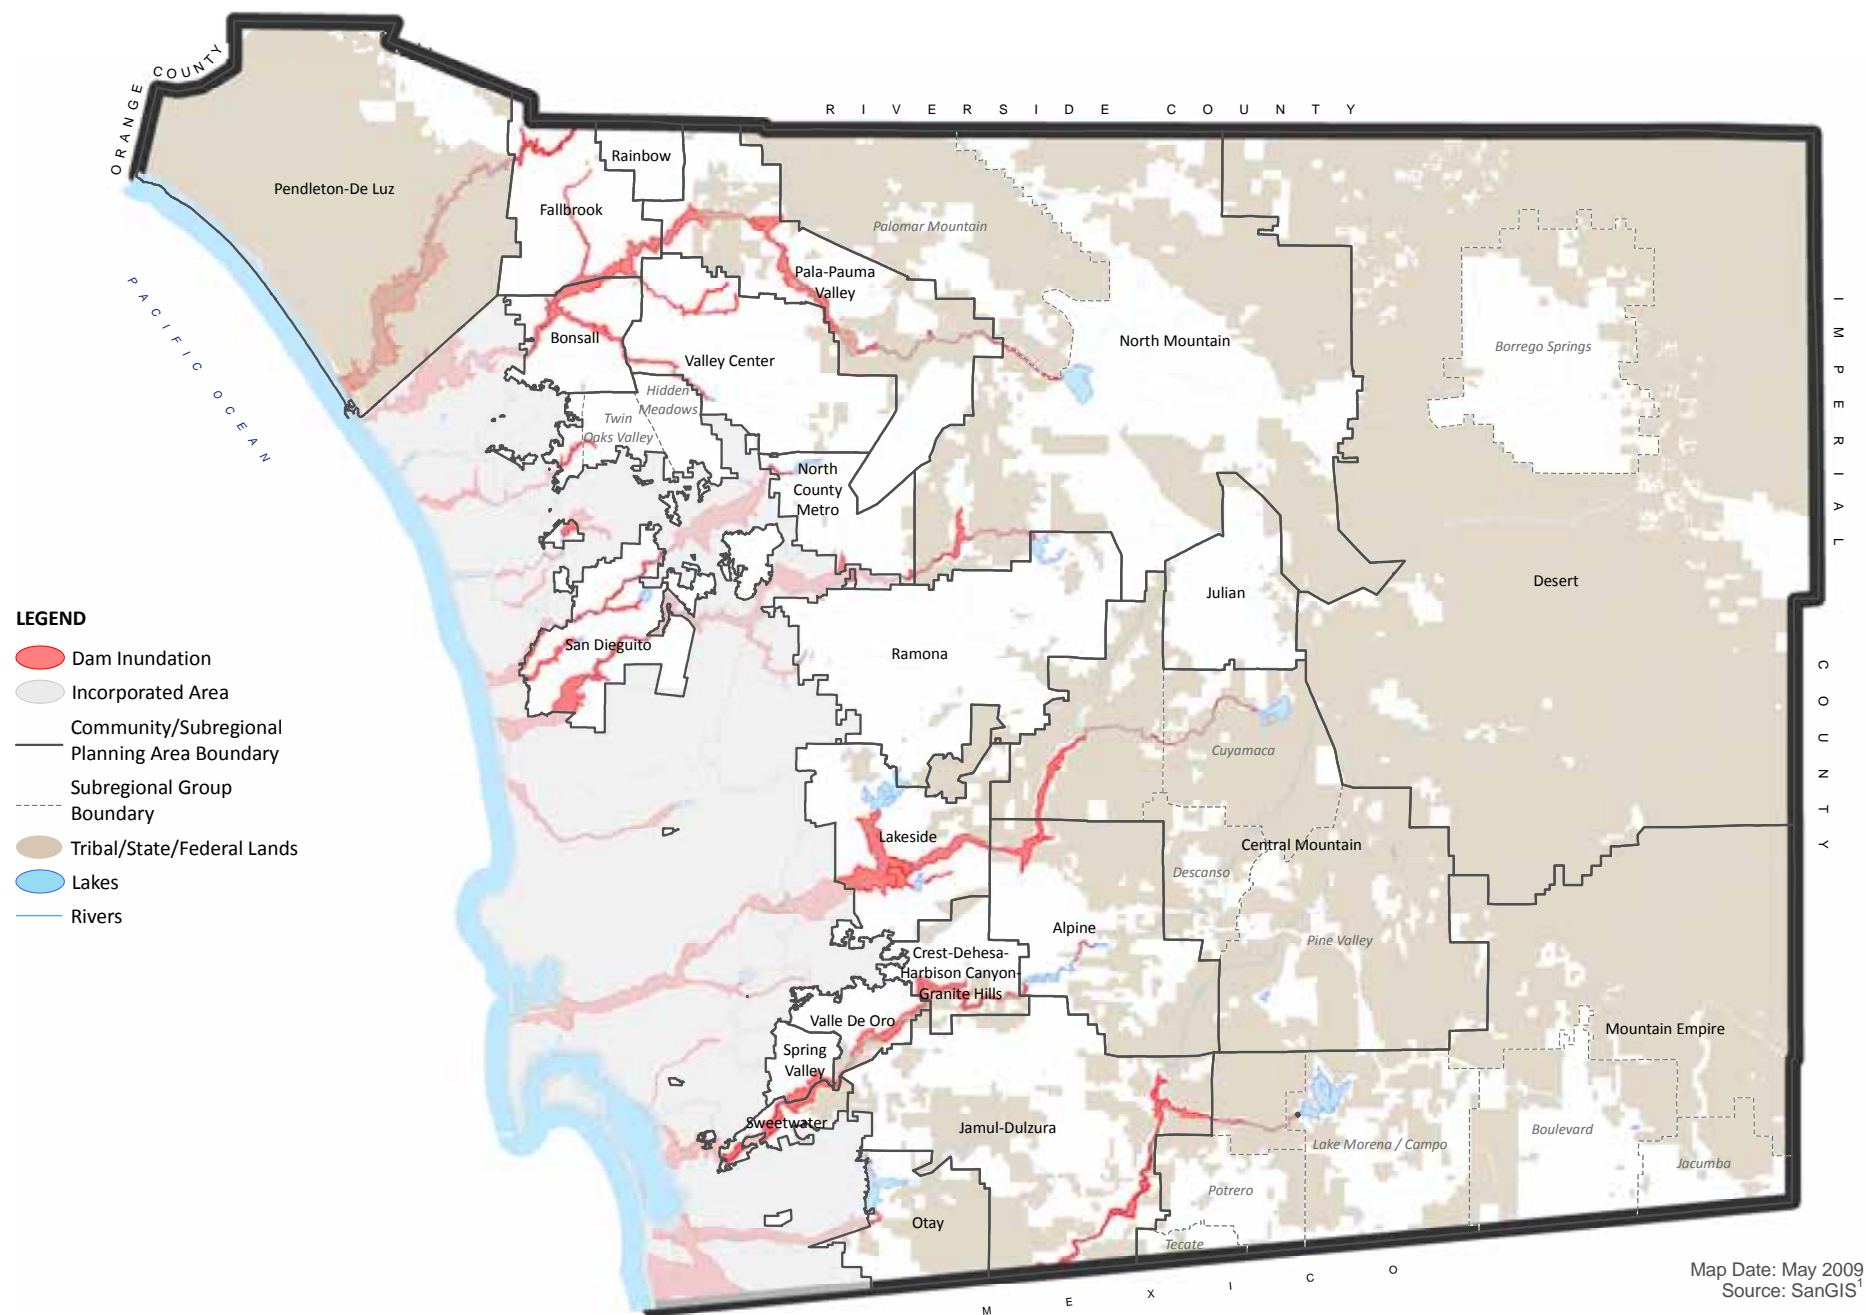 ORANGE COUNTY
RIVERSIDE COUNTY
IMPERIAL COUNTY
MEXICO
PACIFIC OCEAN
Pendleton-De Luz
Rainbow
Fallbrook
Palomar Mountain
Pala-Pauma
Valley
North Mountain
Borrego Springs
Bonsall
Valley Center
Hidden
Meadows
Twin
Oaks Valley
North
County
Metro
Desert
Julian
San Dieguito
Ramona
Cuyamaca
Lakeside
Central Mountain
Descanso
Alpine
Pine Valley
Crest-Dehesa-
Harbison Canyon-
Granite Hills
Valle De Oro
Mountain Empire
Spring
Valley
Sweetwater
Jamul-Dulzura
Lake Morena / Campo
Boulevard
Jacumba
Potrero
Otay
Tecate
LEGEND
Dam Inundation
Incorporated Area
Community/Subregional
Planning Area Boundary
Subregional Group
Boundary
Tribal/State/Federal Lands
Lakes
Rivers
Map Date: May 2009
Source: SanGIS1